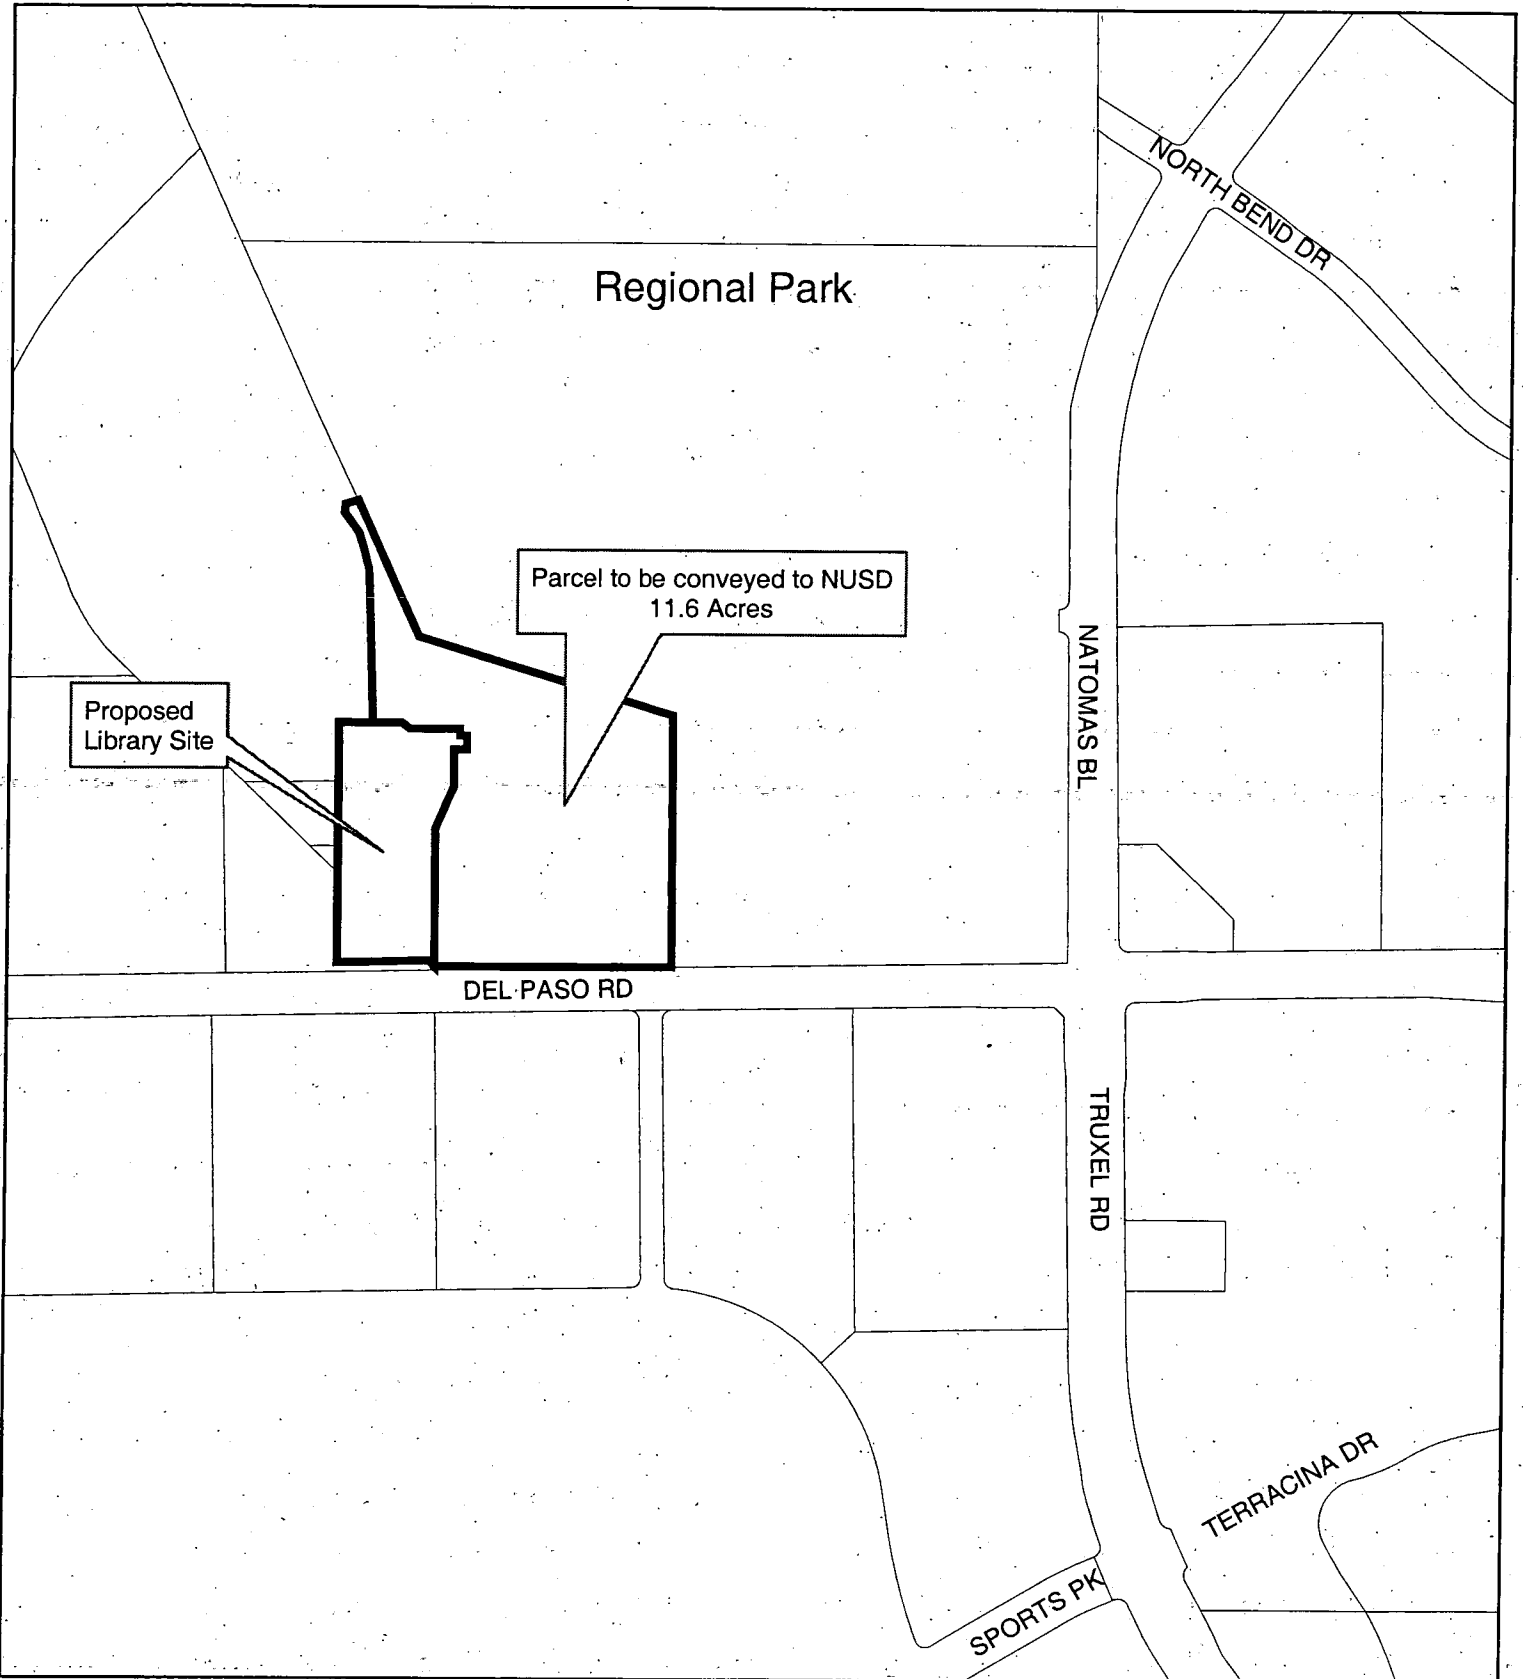 NORTH BEND DR
Regional Park
Parcel to be conveyed to NUSD
11.6 Acres
NATOMAS BL
Proposed
Library Site
DEL PASO RD
TRUXEL RD
TERRACINA DR
SPORTS PK